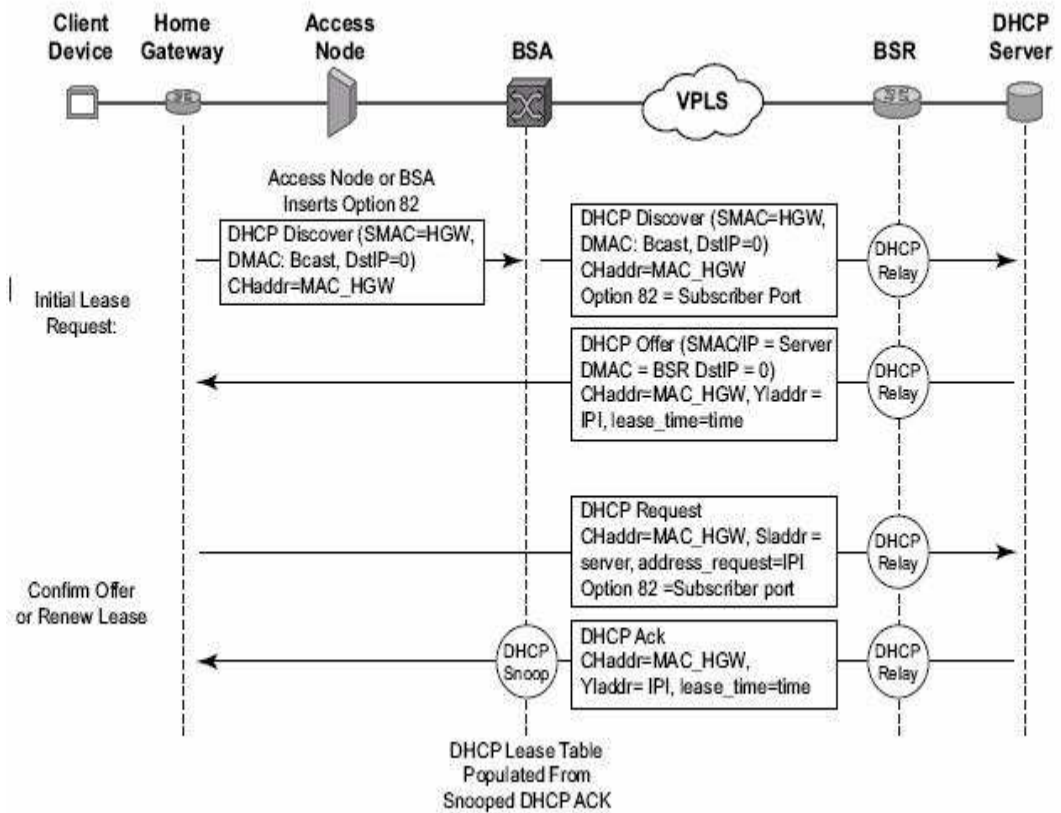 Client
Device
Home
Gateway
Access
Node
BSA
VPLS
BSR
DHCP
Server
Access Node or BSA
Inserts Option 82
DHCP Discover (SMAC=HGW,
DMAC: Bcast, DstIP=0)
CHaddr=MAC_HGW
DHCP Discover (SMAC=HGW,
DMAC: Bcast, DstIP=0)
CHaddr=MAC_HGW
Option 82 = Subscriber Port
DHCP
Relay
Initial Lease
Request:
DHCP Offer (SMAC/IP = Server
DMAC = BSR DstIP = 0)
CHaddr=MAC_HGW, YIaddr =
IPI, lease_time=time
DHCP
Relay
DHCP Request
CHaddr=MAC_HGW, SIaddr =
server, address_request=IPI
Option 82 =Subscriber port
DHCP
Relay
Confirm Offer
or Renew Lease
DHCP
Snoop
DHCP Ack
CHaddr=MAC_HGW,
YIaddr= IPI, lease_time=time
DHCP
Relay
DHCP Lease Table
Populated From
Snooped DHCP ACK